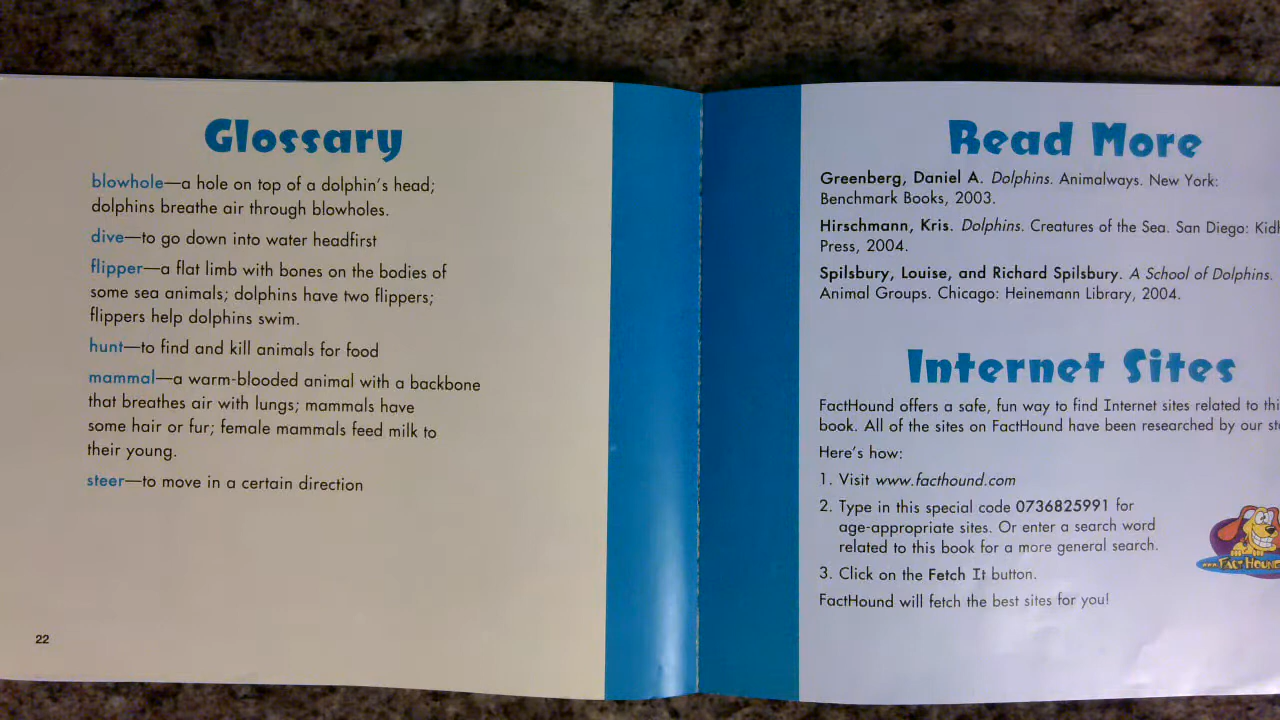 Glossary
blowhole—a hole on top of a dolphin's head;
dolphins breathe air through blowholes.
dive—to go down into water headfirst
flipper—a flat limb with bones on the bodies of
some sea animals; dolphins have two flippers;
flippers help dolphins swim.
hunt—to find and kill animals for food
mammal—a warm-blooded animal with a backbone
that breathes air with lungs; mammals have
some hair or fur; female mammals feed milk to
their young.
steer—to move in a certain direction
22
Read More
Greenberg, Daniel A. Dolphins. Animalways. New York:
Benchmark Books, 2003.
Hirschmann, Kris. Dolphins. Creatures of the Sea. San Diego:
Press, 2004.
Spilsbury, Louise, and Richard Spilsbury. A School of Dolphins.
Animal Groups. Chicago: Heinemann Library, 2004.
Internet Sites
FactHound offers a safe, fun way to find Internet sites related to
book. All of the sites on FactHound have been researched by our
Here's how:
1. Visit www.facthound.com
2. Type in this special code 0736825991 for
age-appropriate sites. Or enter a search word
related to this book for a more general search.
3. Click on the Fetch It button.
FactHound will fetch the best sites for you!
www.FACT HOUND